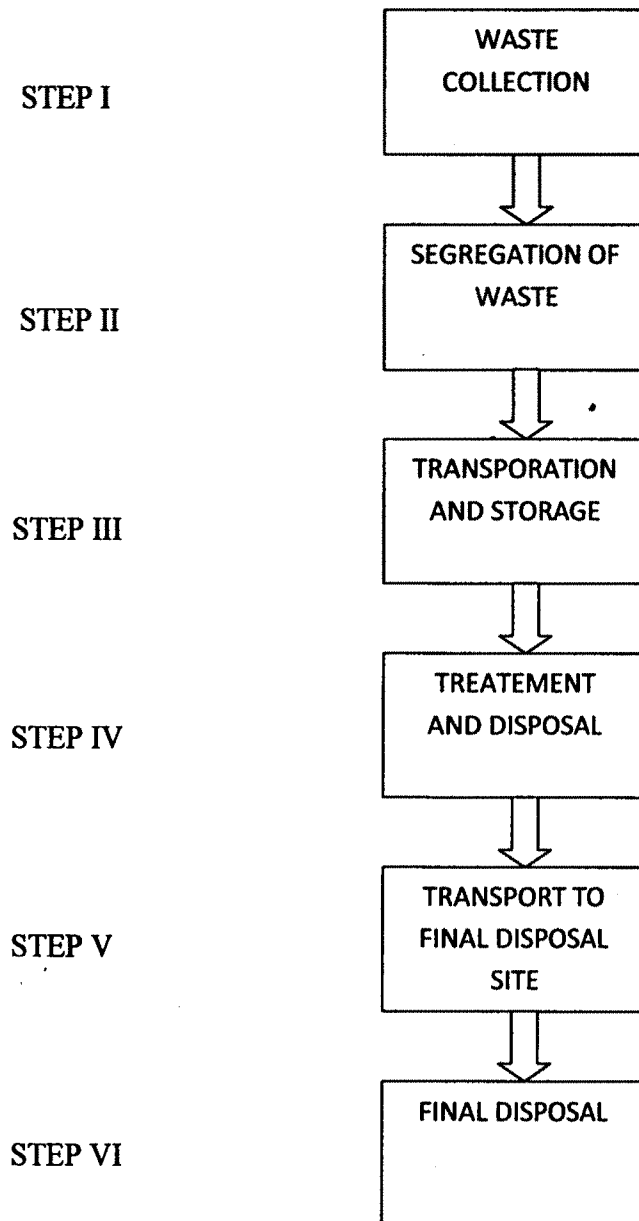 STEP I
WASTE
COLLECTION
STEP II
SEGREGATION OF
WASTE
STEP III
TRANSPORATION
AND STORAGE
STEP IV
TREATEMENT
AND DISPOSAL
STEP V
TRANSPORT TO
FINAL DISPOSAL
SITE
STEP VI
FINAL DISPOSAL